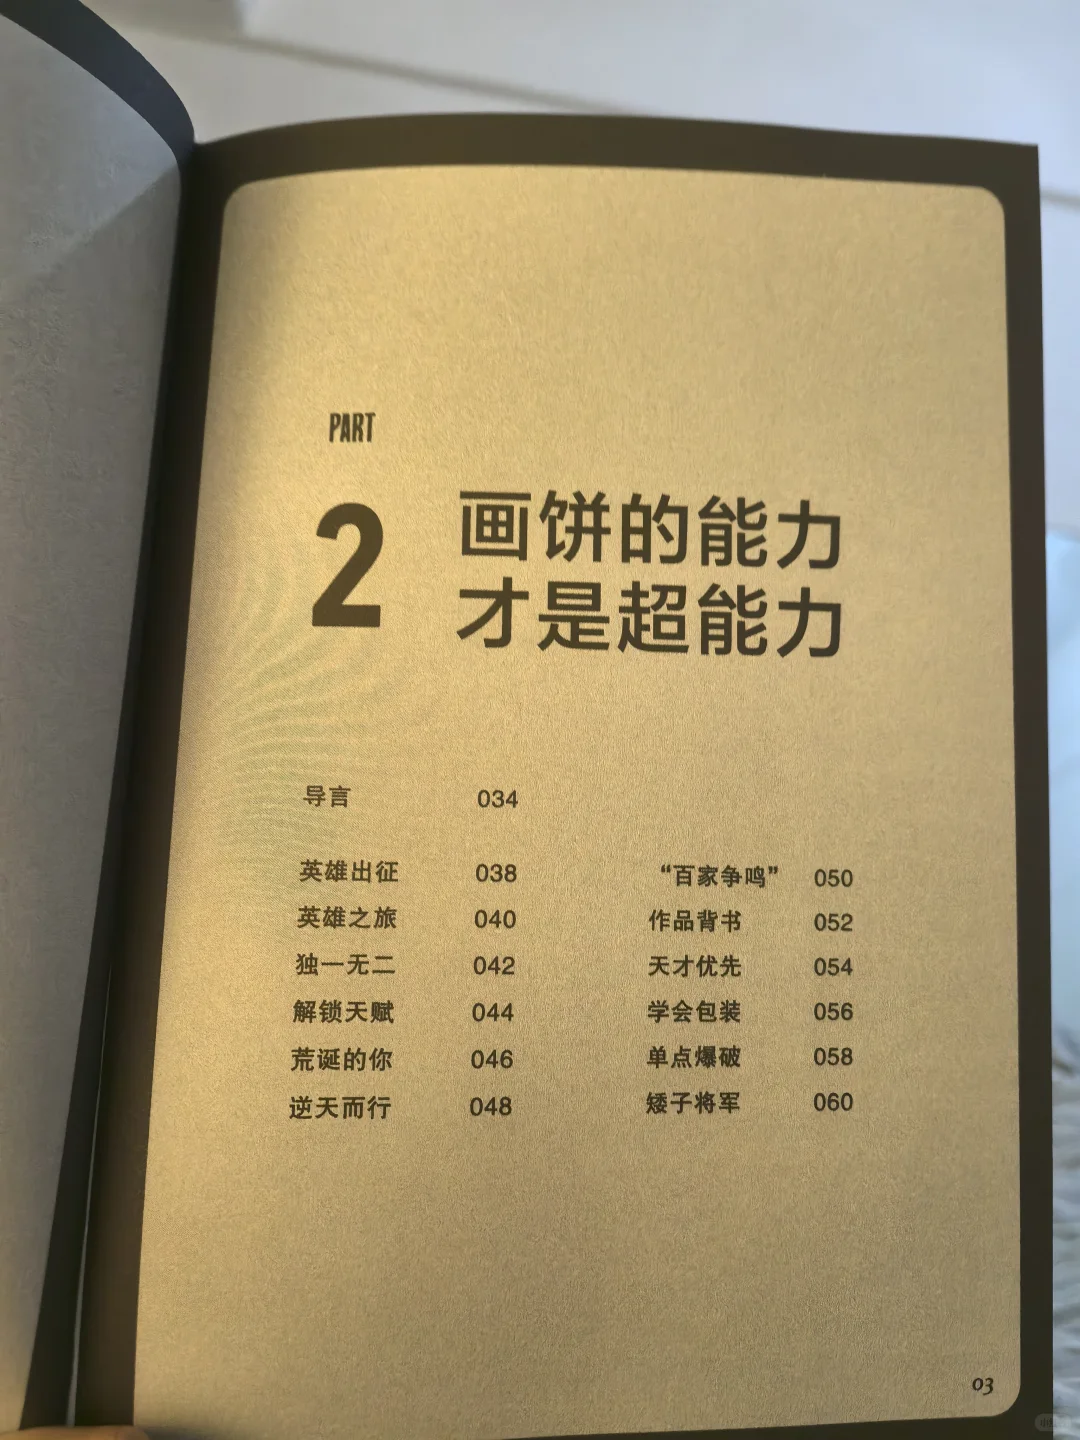 PART
2
画饼的能力
才是超能力
导言 034
英雄出征 038
英雄之旅 040
独一无二 042
解锁天赋 044
荒诞的你 046
逆天而行 048
“百家争鸣” 050
作品背书 052
天才优先 054
学会包装 056
单点爆破 058
矮子将军 060
03